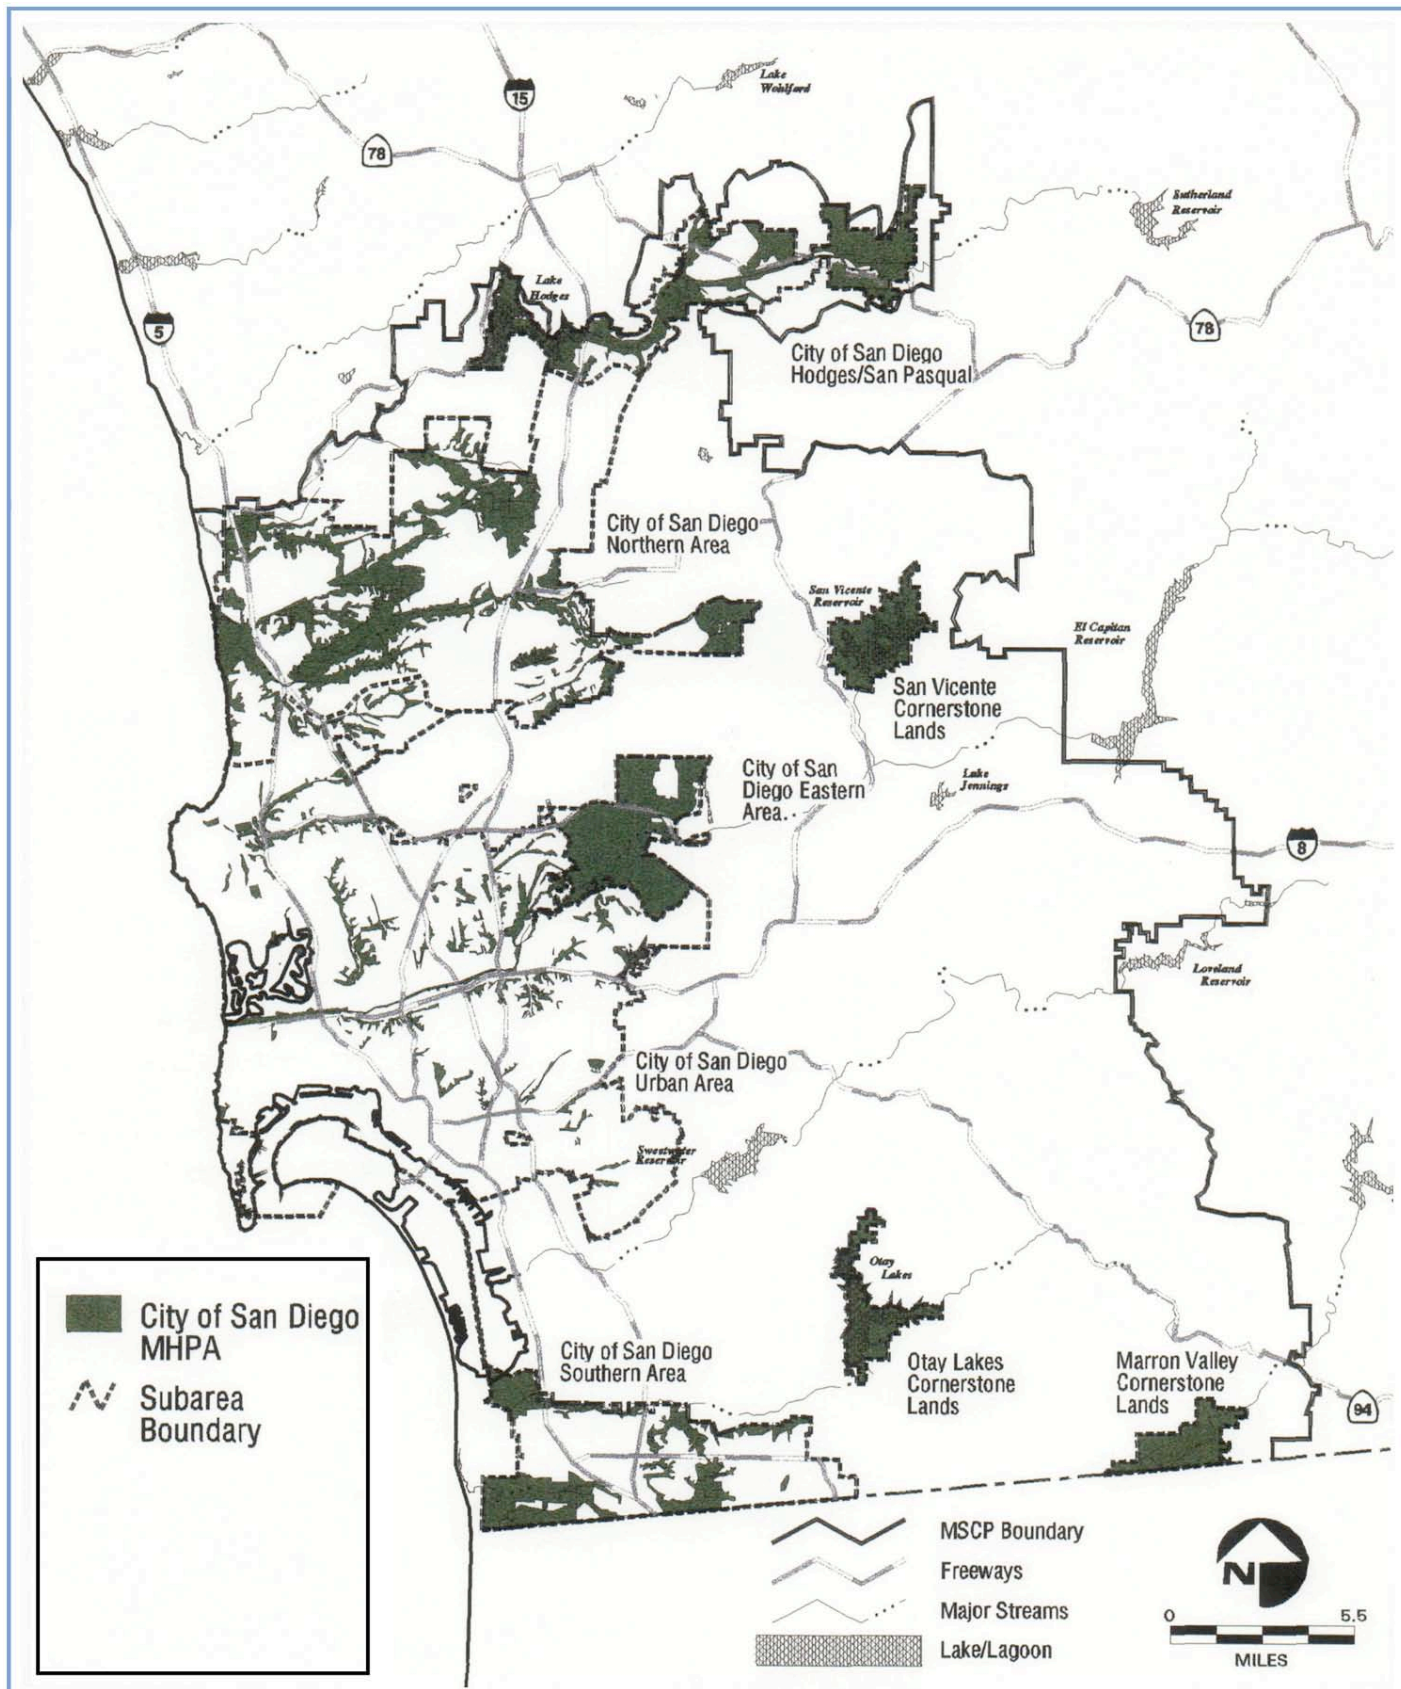 Lake
Wohlford
15
78
Sutherland
Reservoir
Lake
Hodges
5
78
City of San Diego
Hodges/San Pasqual
City of San Diego
Northern Area
San Vicente
Reservoir
El Capitan
Reservoir
San Vicente
Cornerstone
Lands
City of San
Diego Eastern
Area.
Lake
Jennings
8
Loveland
Reservoir
City of San Diego
Urban Area
Sweetwater
Reservoir
Otay
Lakes
City of San Diego
MHPA
Subarea
Boundary
City of San Diego
Southern Area
Otay Lakes
Cornerstone
Lands
Marron Valley
Cornerstone
Lands
94
MSCP Boundary
Freeways
Major Streams
Lake/Lagoon
N
0 5.5
MILES